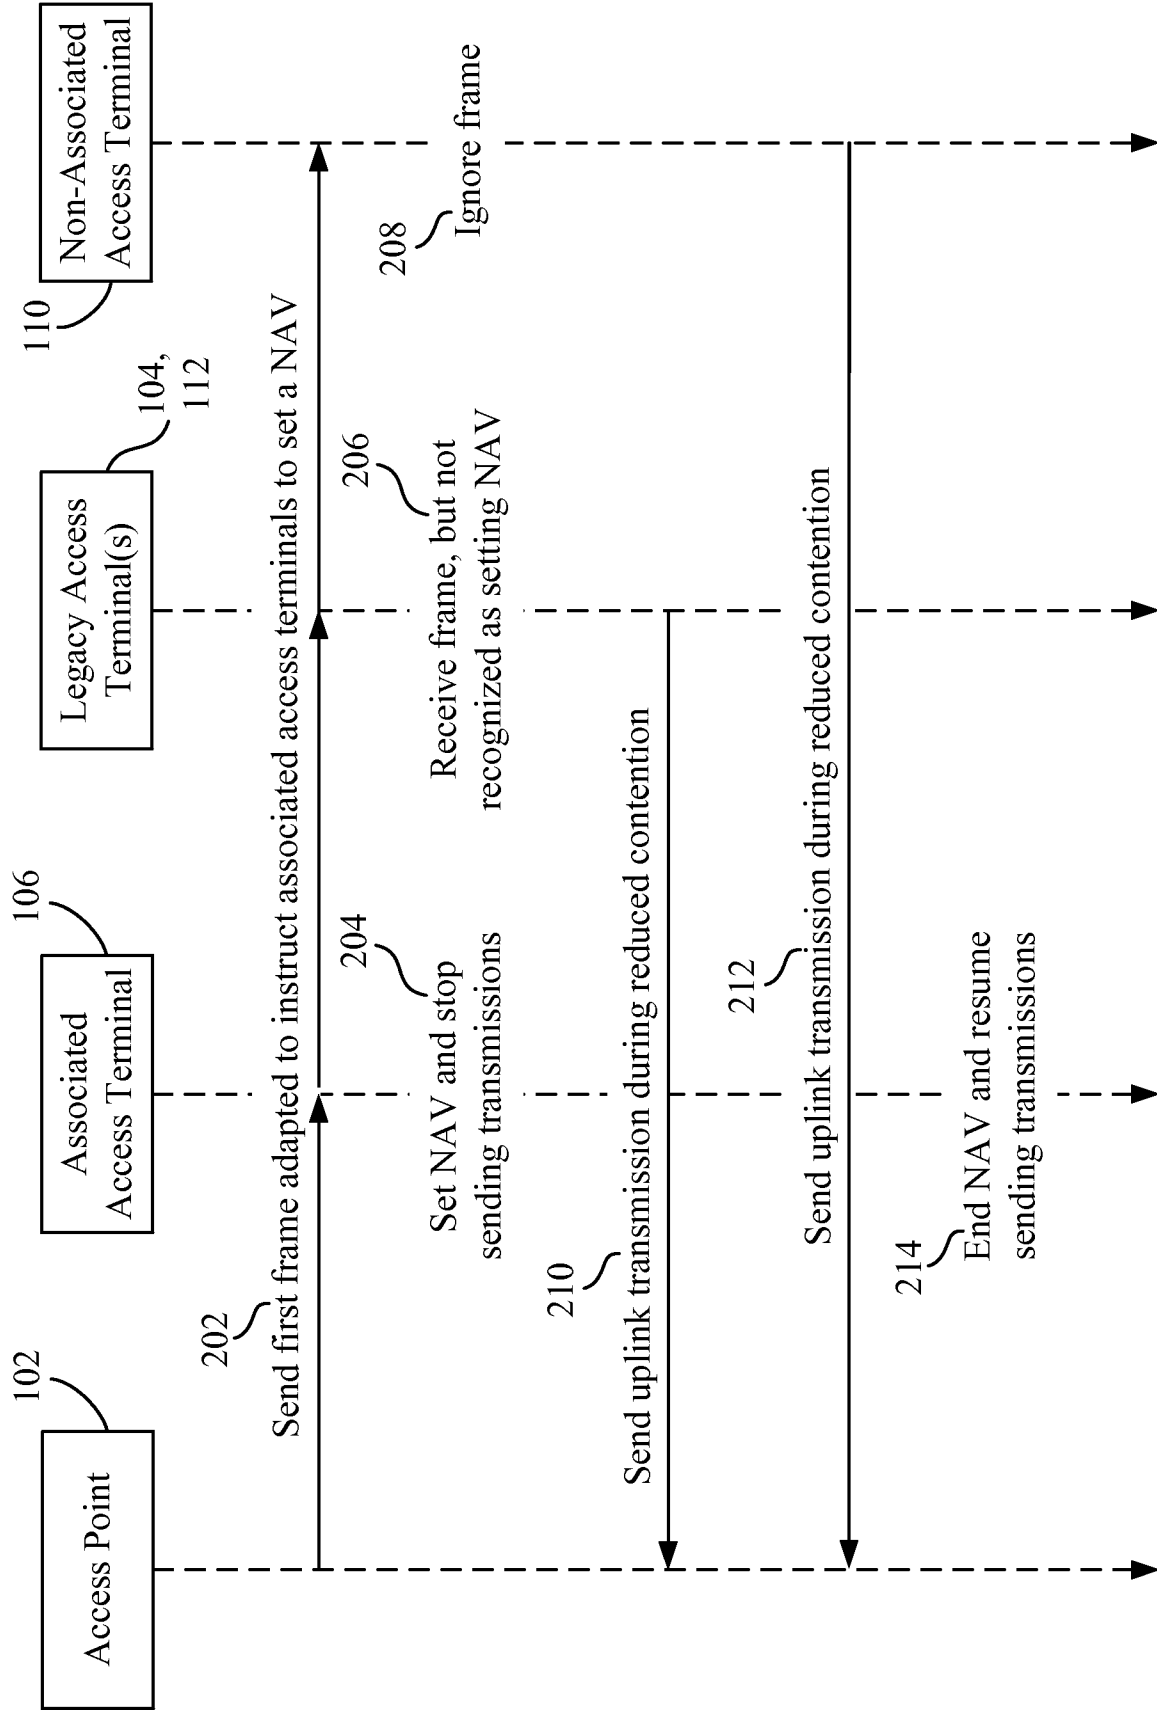 102
106
104,
112
110
Access Point
Associated
Access Terminal
Legacy Access
Terminal(s)
Non-Associated
Access Terminal
202
Send first frame adapted to instruct associated access terminals to set a NAV
204
Set NAV and stop
sending transmissions
206
Receive frame, but not
recognized as setting NAV
208
Ignore frame
210
Send uplink transmission during reduced contention
212
Send uplink transmission during reduced contention
214
End NAV and resume
sending transmissions